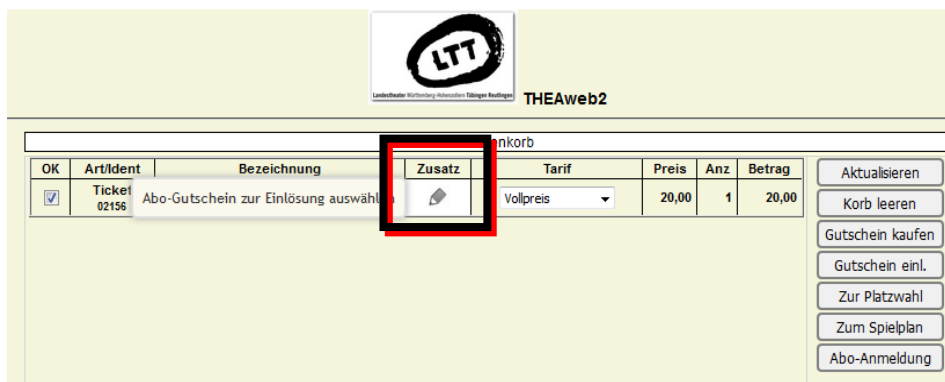 LTT
Landestheater Württemberg-Hohenzollern Tübingen Reutlingen
THEAweb2
enkorb
OK Art/Ident Bezeichnung Zusatz Tarif Preis Anz Betrag
Ticket Abo-Gutschein zur Einlösung auswähl n Vollpreis 20,00 1 20,00
02156
Aktualisieren
Korb leeren
Gutschein kaufen
Gutschein einl.
Zur Platzwahl
Zum Spielplan
Abo-Anmeldung